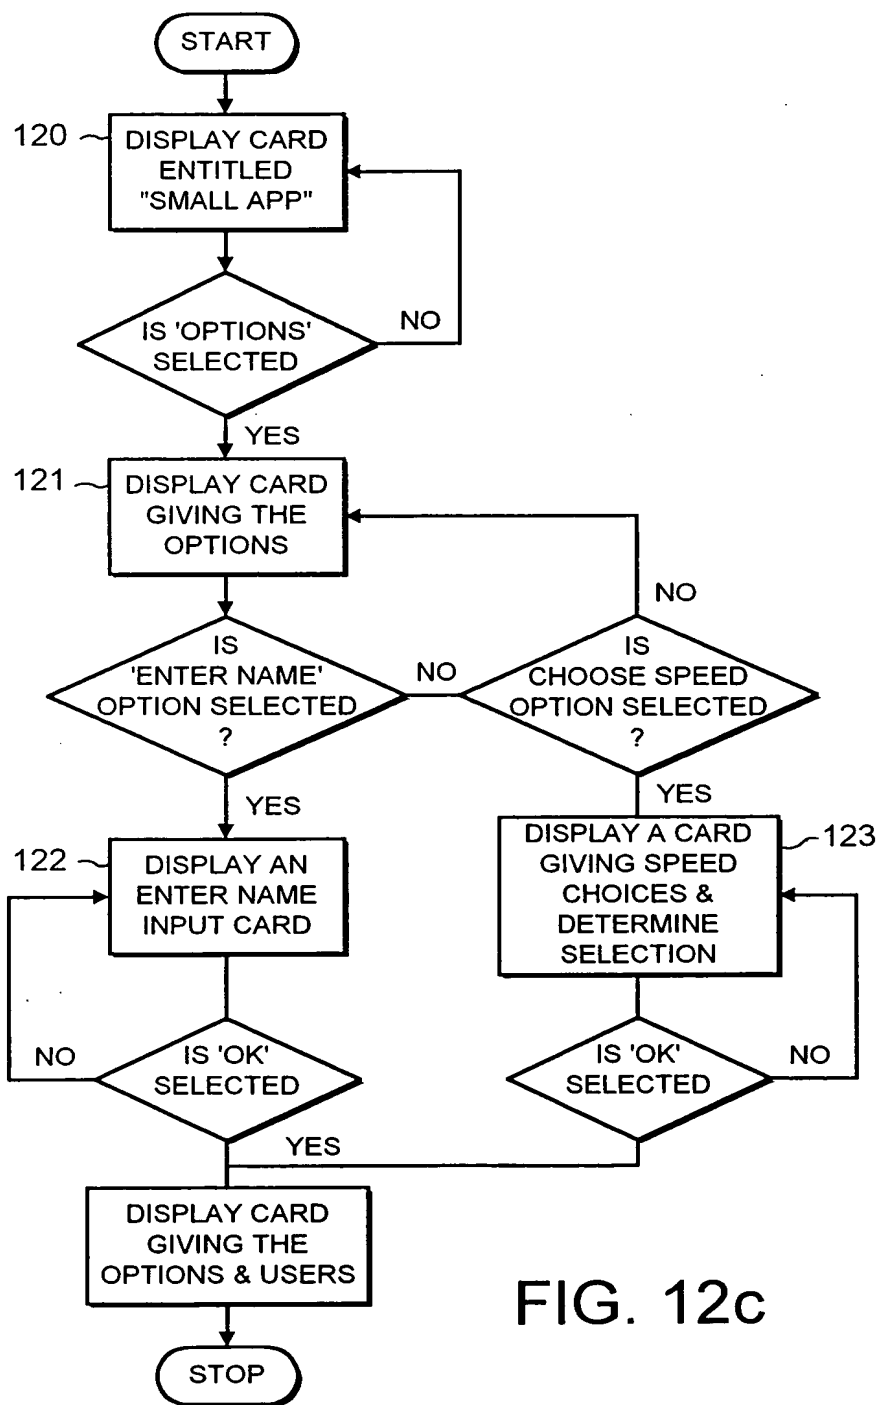 START
120
DISPLAY CARD
ENTITLED
"SMALL APP"
IS 'OPTIONS'
SELECTED
NO
YES
121
DISPLAY CARD
GIVING THE
OPTIONS
NO
IS
'ENTER NAME'
OPTION SELECTED
?
NO
IS
CHOOSE SPEED
OPTION SELECTED
?
YES
YES
122
DISPLAY AN
ENTER NAME
INPUT CARD
DISPLAY A CARD
GIVING SPEED
CHOICES &
DETERMINE
SELECTION
123
NO
IS 'OK'
SELECTED
IS 'OK'
SELECTED
NO
YES
DISPLAY CARD
GIVING THE
OPTIONS & USERS
STOP
FIG. 12c